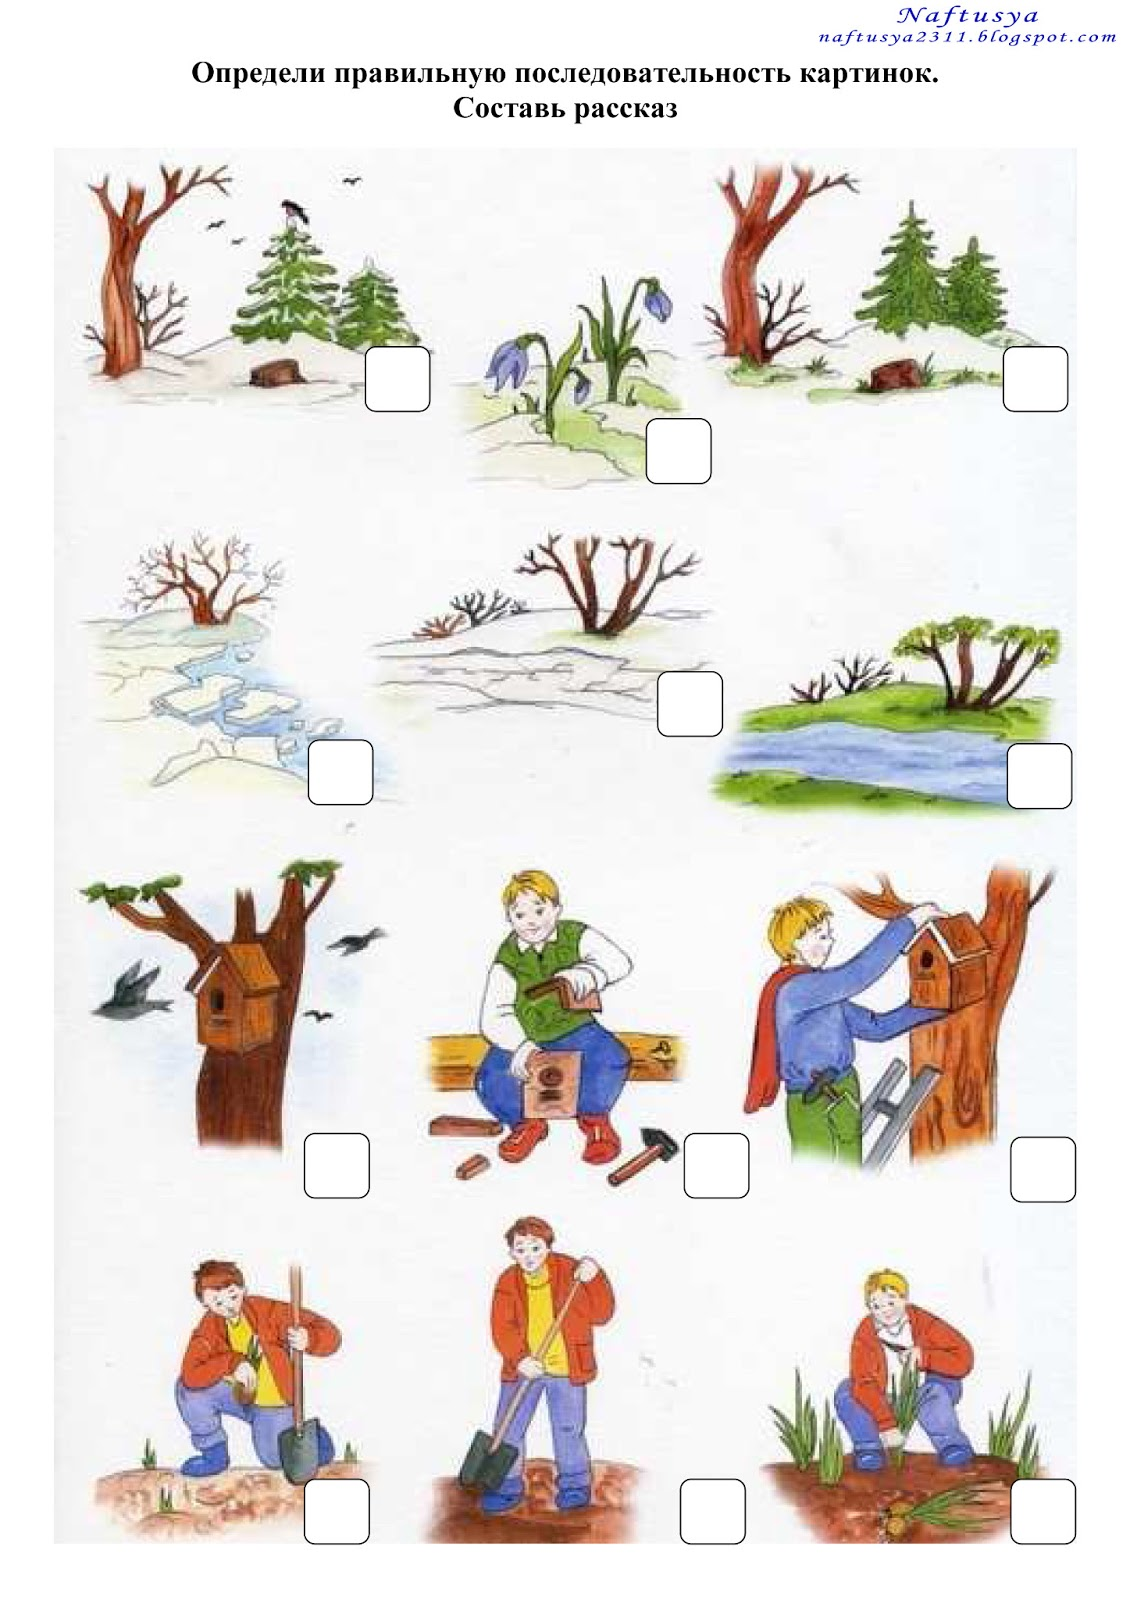 Naftusya
naftusya2311.blogspot.com
Определи правильную последовательность картинок.
Составь рассказ